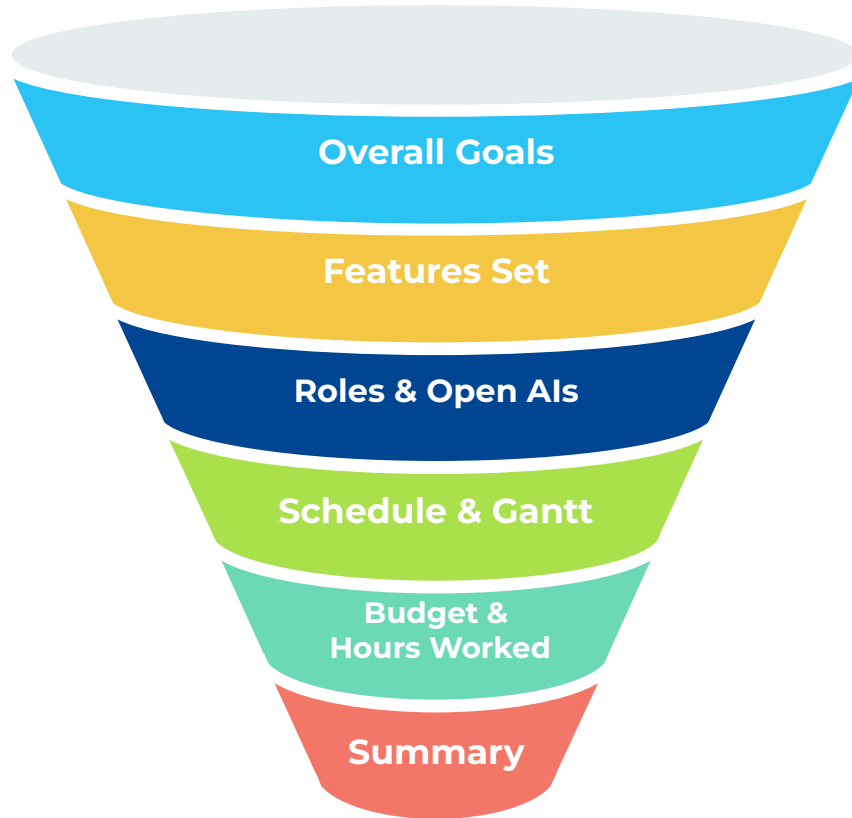 Overall Goals
Features Set
Roles & Open AIs
Schedule & Gantt
Budget &
Hours Worked
Summary